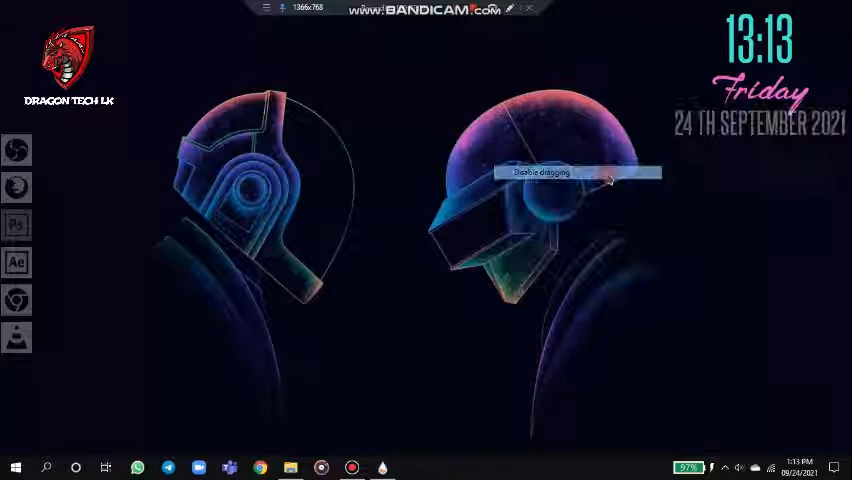 1366x768
www.BANDICAM.com
13:13
Friday
24 TH SEPTEMBER 2021
DRAGON TECH LK
Disable dragging
Ps
Ae
97%
1:13 PM
09/24/2021